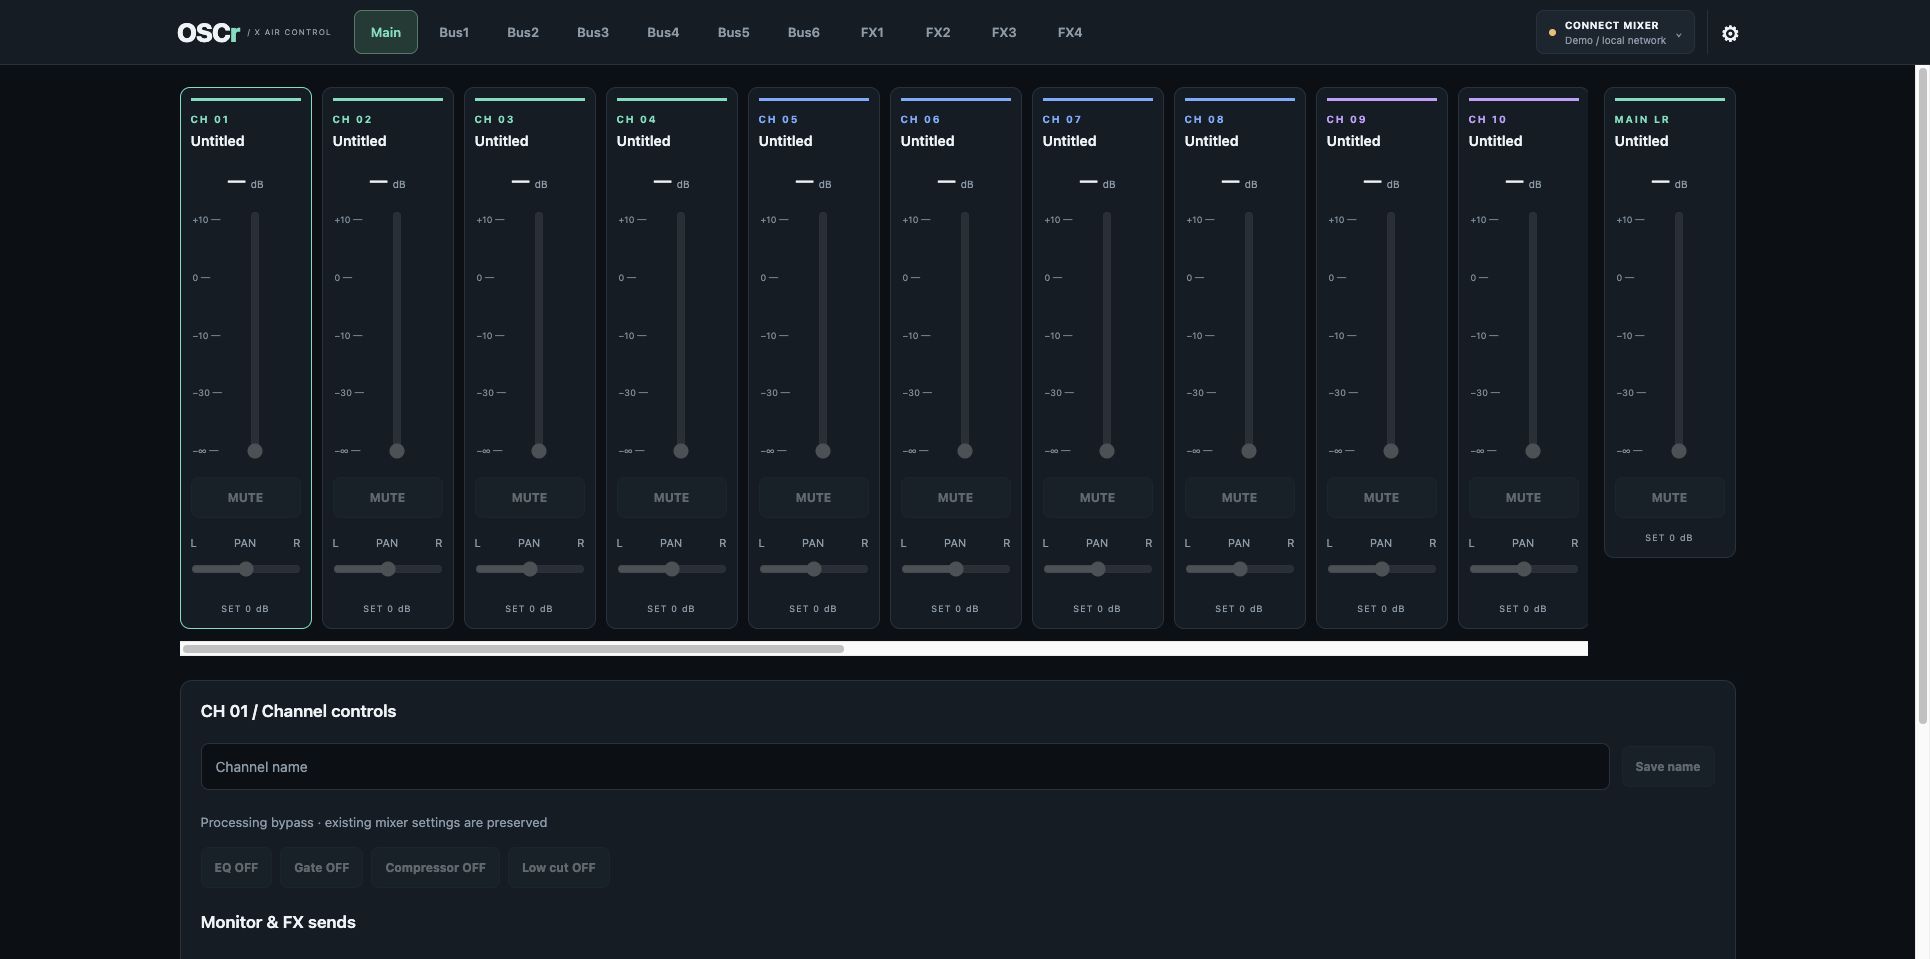 OSCr / X AIR CONTROL Main Bus1 Bus2 Bus3 Bus4 Bus5 Bus6 FX1 FX2 FX3 FX4 CONNECT MIXER
Demo / local network
CH 01 CH 02 CH 03 CH 04 CH 05 CH 06 CH 07 CH 08 CH 09 CH 10 MAIN LR
Untitled Untitled Untitled Untitled Untitled Untitled Untitled Untitled Untitled Untitled Untitled
— dB — dB — dB — dB — dB — dB — dB — dB — dB — dB — dB
+10 — +10 — +10 — +10 — +10 — +10 — +10 — +10 — +10 — +10 — +10 —
0 — 0 — 0 — 0 — 0 — 0 — 0 — 0 — 0 — 0 — 0 —
−10 — −10 — −10 — −10 — −10 — −10 — −10 — −10 — −10 — −10 — −10 —
−30 — −30 — −30 — −30 — −30 — −30 — −30 — −30 — −30 — −30 — −30 —
−∞ — −∞ — −∞ — −∞ — −∞ — −∞ — −∞ — −∞ — −∞ — −∞ — −∞ —
MUTE MUTE MUTE MUTE MUTE MUTE MUTE MUTE MUTE MUTE MUTE
L PAN R L PAN R L PAN R L PAN R L PAN R L PAN R L PAN R L PAN R L PAN R L PAN R SET 0 dB
SET 0 dB SET 0 dB SET 0 dB SET 0 dB SET 0 dB SET 0 dB SET 0 dB SET 0 dB SET 0 dB SET 0 dB
CH 01 / Channel controls
Channel name Save name
Processing bypass · existing mixer settings are preserved
EQ OFF Gate OFF Compressor OFF Low cut OFF
Monitor & FX sends